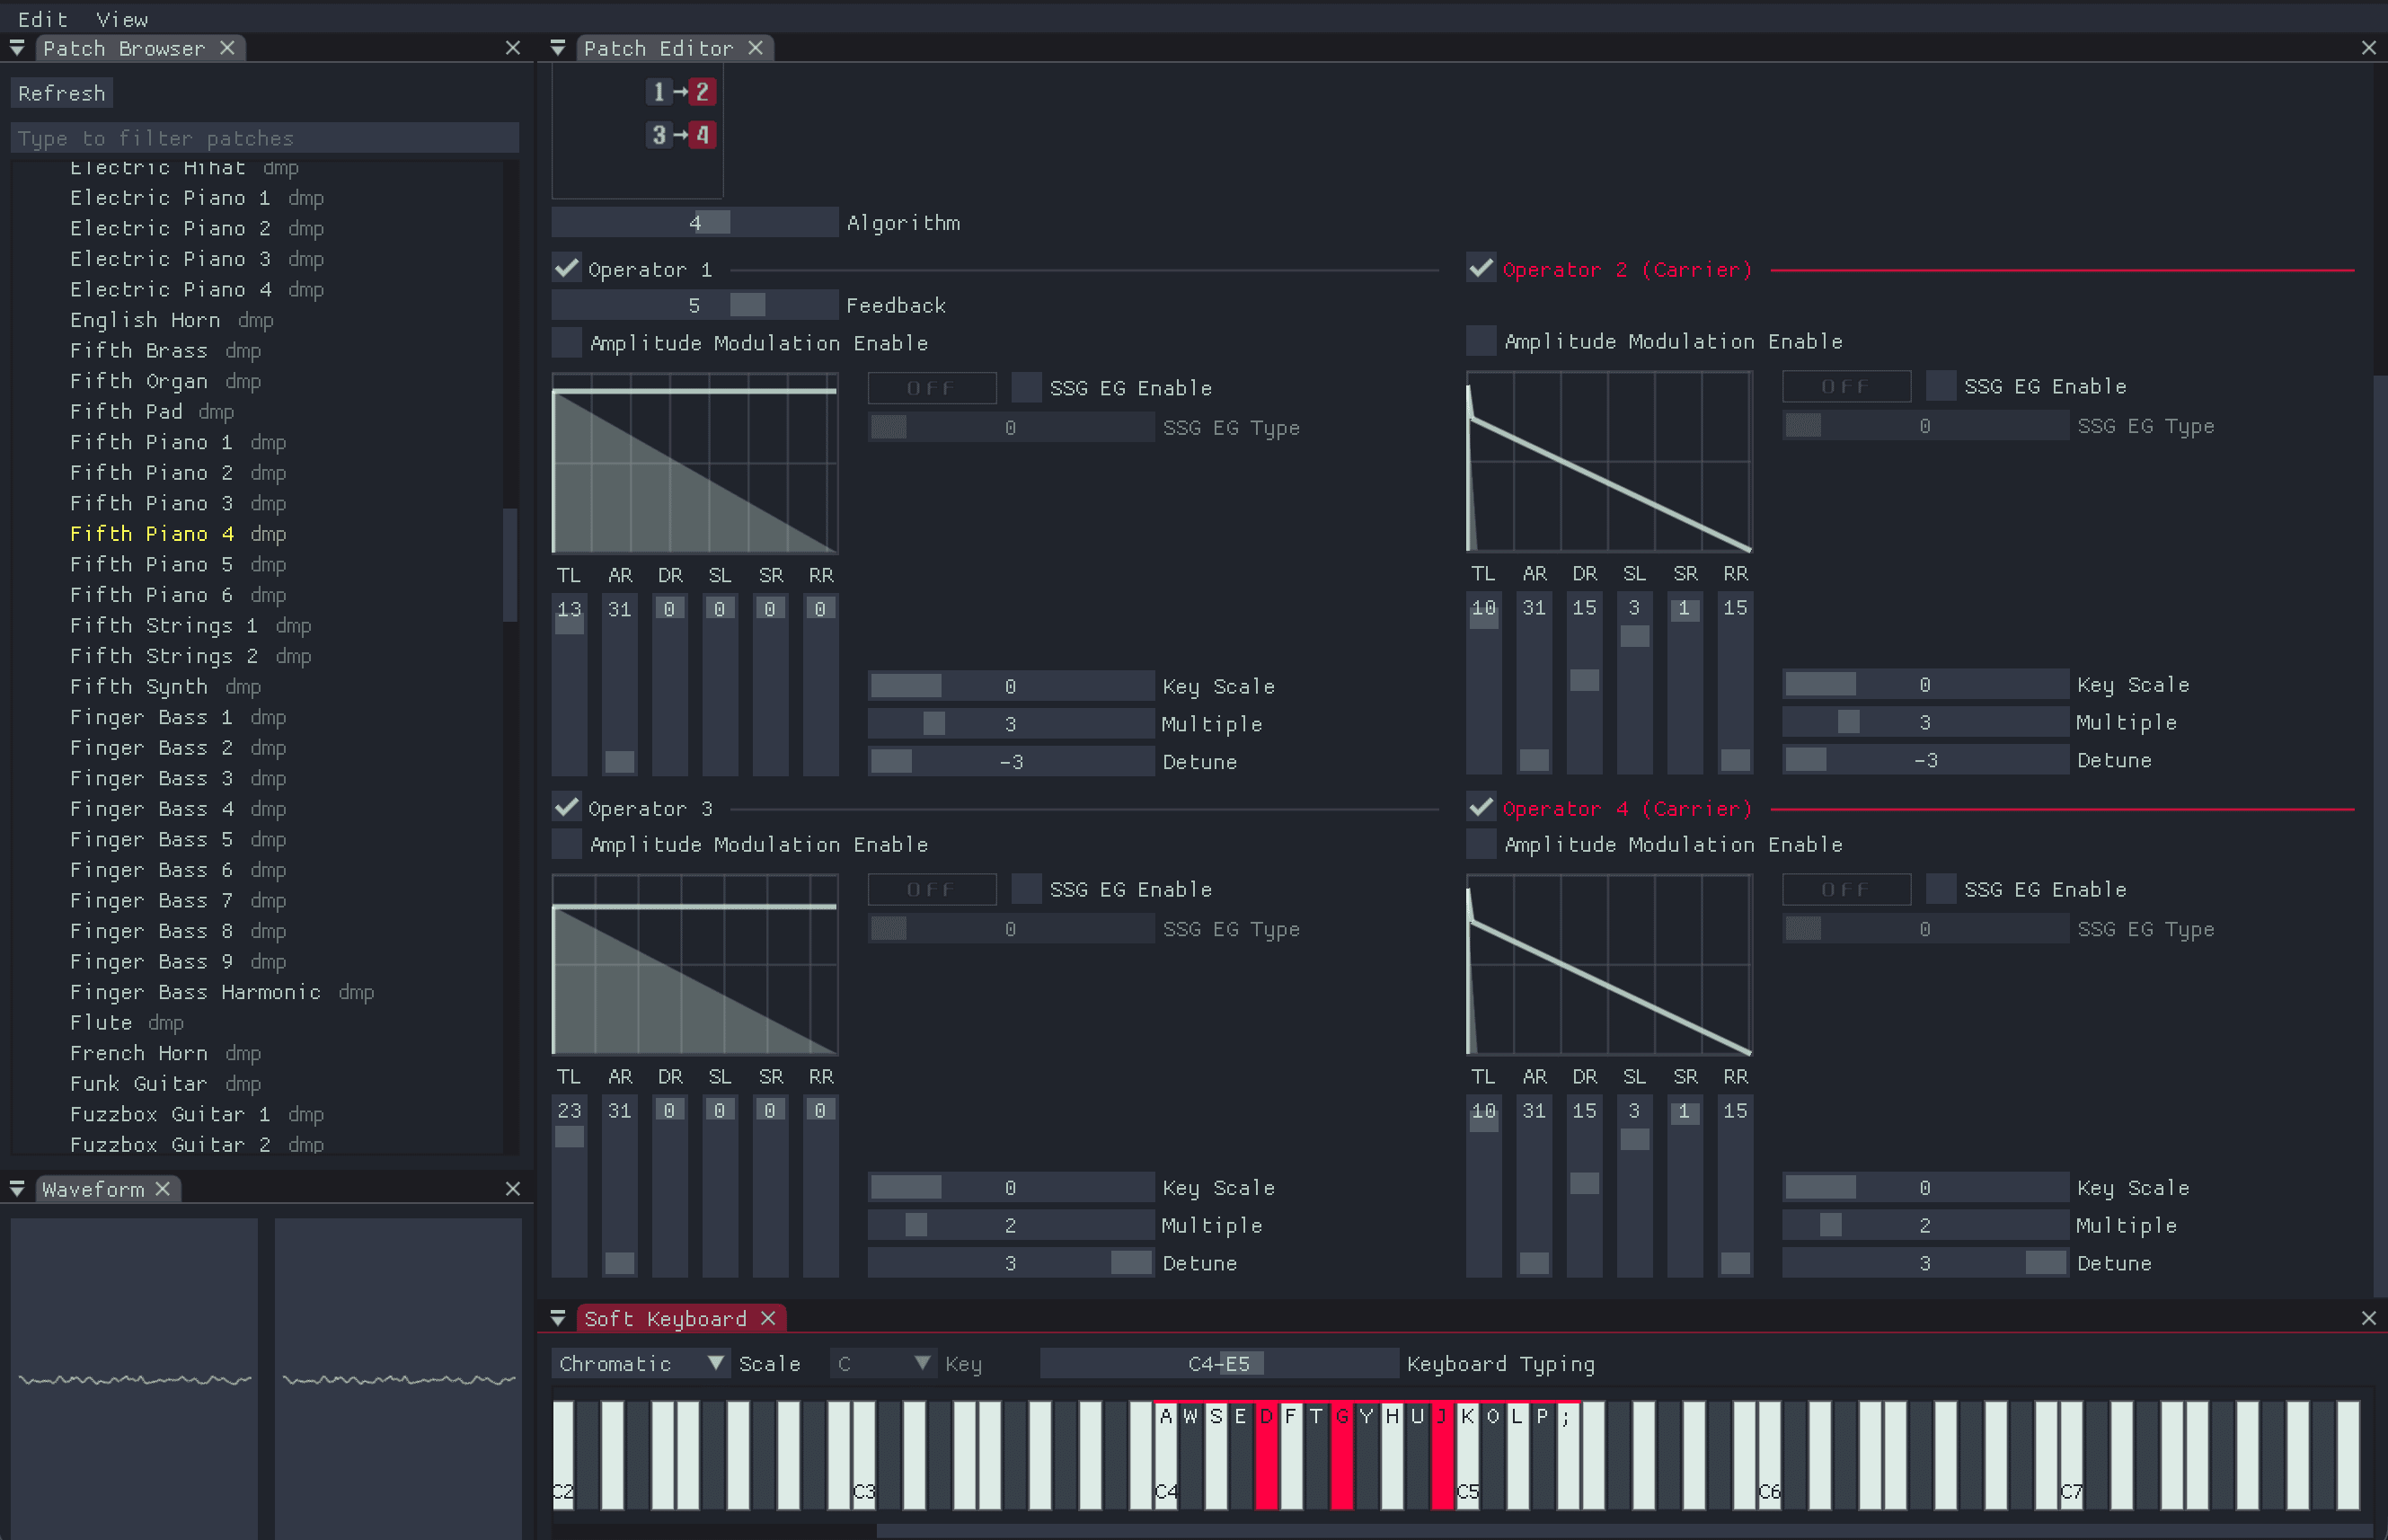 Edit View
Patch Browser
Refresh
Type to filter patches
Electric Hihat dmp
Electric Piano 1 dmp
Electric Piano 2 dmp
Electric Piano 3 dmp
Electric Piano 4 dmp
English Horn dmp
Fifth Brass dmp
Fifth Organ dmp
Fifth Pad dmp
Fifth Piano 1 dmp
Fifth Piano 2 dmp
Fifth Piano 3 dmp
Fifth Piano 4 dmp
Fifth Piano 5 dmp
Fifth Piano 6 dmp
Fifth Strings 1 dmp
Fifth Strings 2 dmp
Fifth Synth dmp
Finger Bass 1 dmp
Finger Bass 2 dmp
Finger Bass 3 dmp
Finger Bass 4 dmp
Finger Bass 5 dmp
Finger Bass 6 dmp
Finger Bass 7 dmp
Finger Bass 8 dmp
Finger Bass 9 dmp
Finger Bass Harmonic dmp
Flute dmp
French Horn dmp
Funk Guitar dmp
Fuzzbox Guitar 1 dmp
Fuzzbox Guitar 2 dmp
Waveform
Patch Editor
1→2
3→4
4 Algorithm
Operator 1
5 Feedback
Amplitude Modulation Enable
OFF SSG EG Enable
0 SSG EG Type
TL AR DR SL SR RR
13 31 0 0 0 0
0 Key Scale
3 Multiple
-3 Detune
Operator 2 (Carrier)
Amplitude Modulation Enable
OFF SSG EG Enable
0 SSG EG Type
TL AR DR SL SR RR
10 31 15 3 1 15
0 Key Scale
3 Multiple
-3 Detune
Operator 3
Amplitude Modulation Enable
OFF SSG EG Enable
0 SSG EG Type
TL AR DR SL SR RR
23 31 0 0 0 0
0 Key Scale
2 Multiple
3 Detune
Operator 4 (Carrier)
Amplitude Modulation Enable
OFF SSG EG Enable
0 SSG EG Type
TL AR DR SL SR RR
10 31 15 3 1 15
0 Key Scale
2 Multiple
3 Detune
Soft Keyboard
Chromatic Scale C Key C4-E5 Keyboard Typing
A W S E D F T G Y H U J K O L P ;
C2 C3 C4 C5 C6 C7